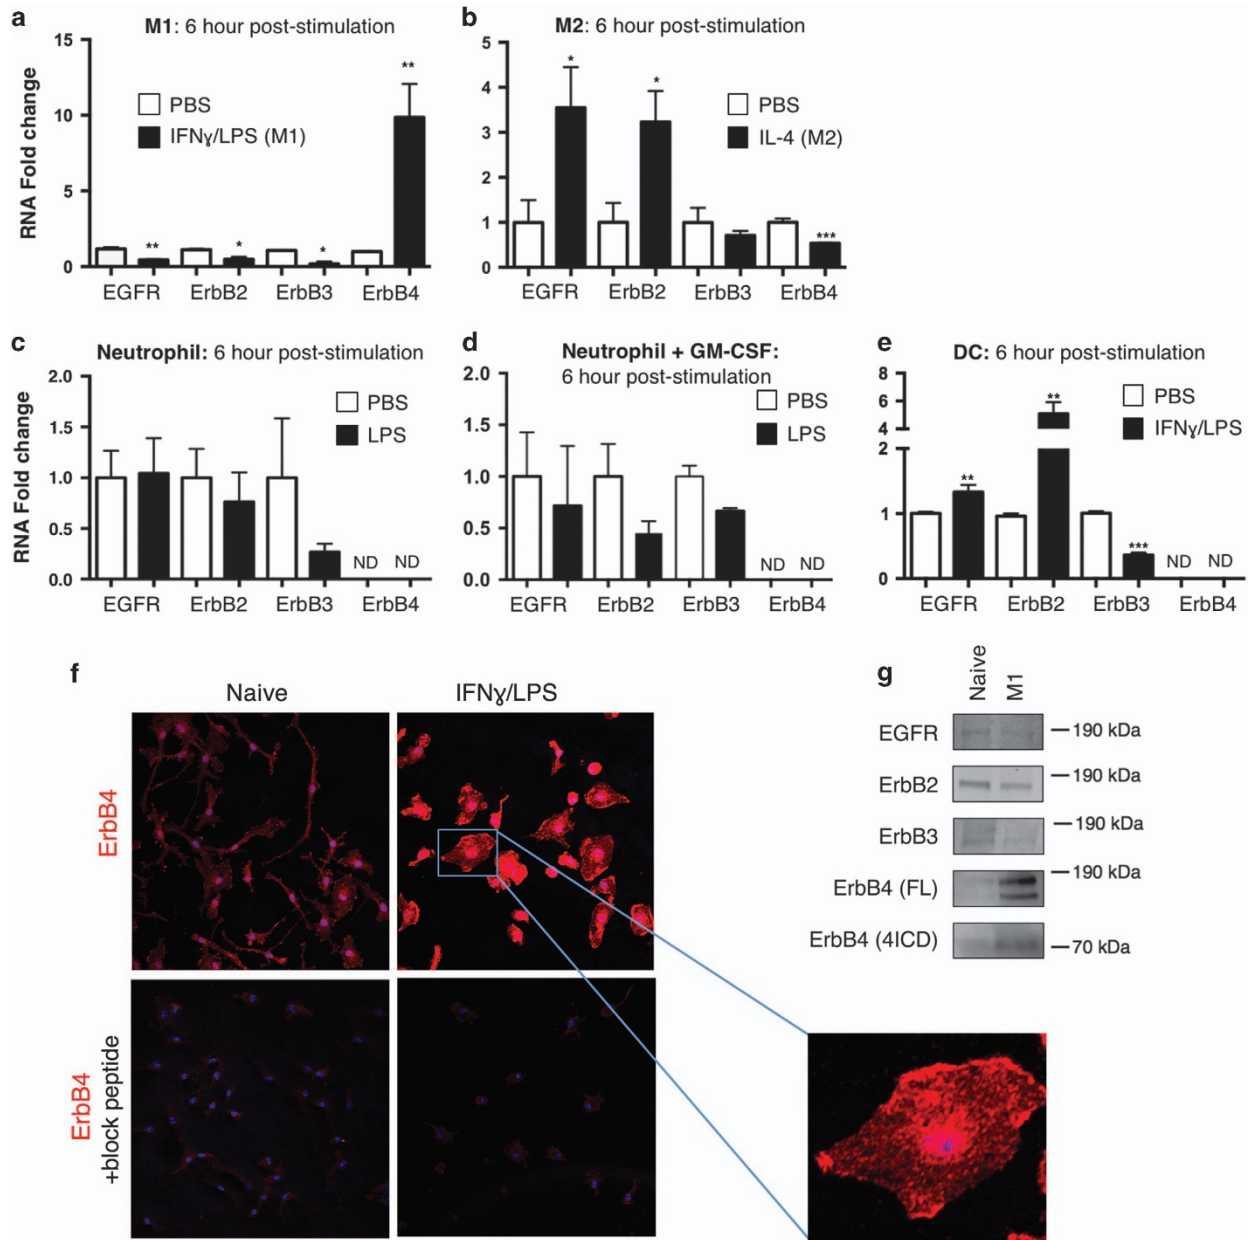 a
M1: 6 hour post-stimulation
RNA Fold change
15
10
5
0
PBS
IFNɣ/LPS (M1)
**
*
*
**
EGFR ErbB2 ErbB3 ErbB4
b
M2: 6 hour post-stimulation
5
4
3
2
1
0
PBS
IL-4 (M2)
*
*
***
EGFR ErbB2 ErbB3 ErbB4
c
Neutrophil: 6 hour post-stimulation
RNA Fold change
2.0
1.5
1.0
0.5
0.0
PBS
LPS
ND ND
EGFR ErbB2 ErbB3 ErbB4
d
Neutrophil + GM-CSF:
6 hour post-stimulation
2.0
1.5
1.0
0.5
0.0
PBS
LPS
ND ND
EGFR ErbB2 ErbB3 ErbB4
e
DC: 6 hour post-stimulation
8
6
4
2
1
0
PBS
IFNɣ/LPS
**
**
***
ND ND
EGFR ErbB2 ErbB3 ErbB4
f
Naive IFNɣ/LPS
ErbB4
ErbB4
+block peptide
g
Naive M1
EGFR 190 kDa
ErbB2 190 kDa
ErbB3 190 kDa
ErbB4 (FL) 190 kDa
ErbB4 (4ICD) 70 kDa